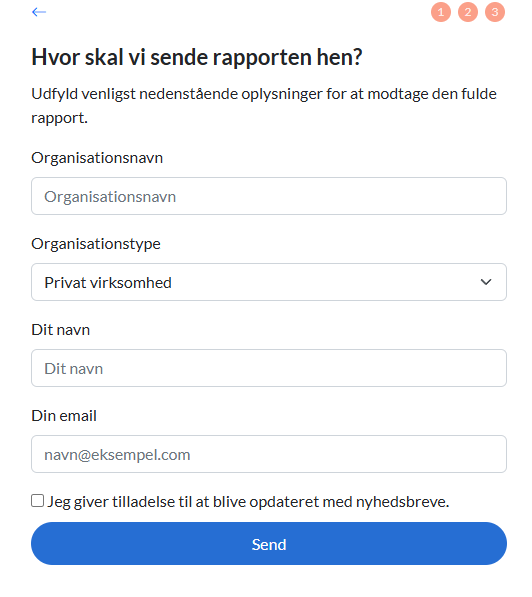 1 2 3
Hvor skal vi sende rapporten hen?
Udfyld venligst nedenstående oplysninger for at modtage den fulde
rapport.
Organisationsnavn
Organisationsnavn
Organisationstype
Privat virksomhed
Dit navn
Dit navn
Din email
navn@eksempel.com
Jeg giver tilladelse til at blive opdateret med nyhedsbreve.
Send